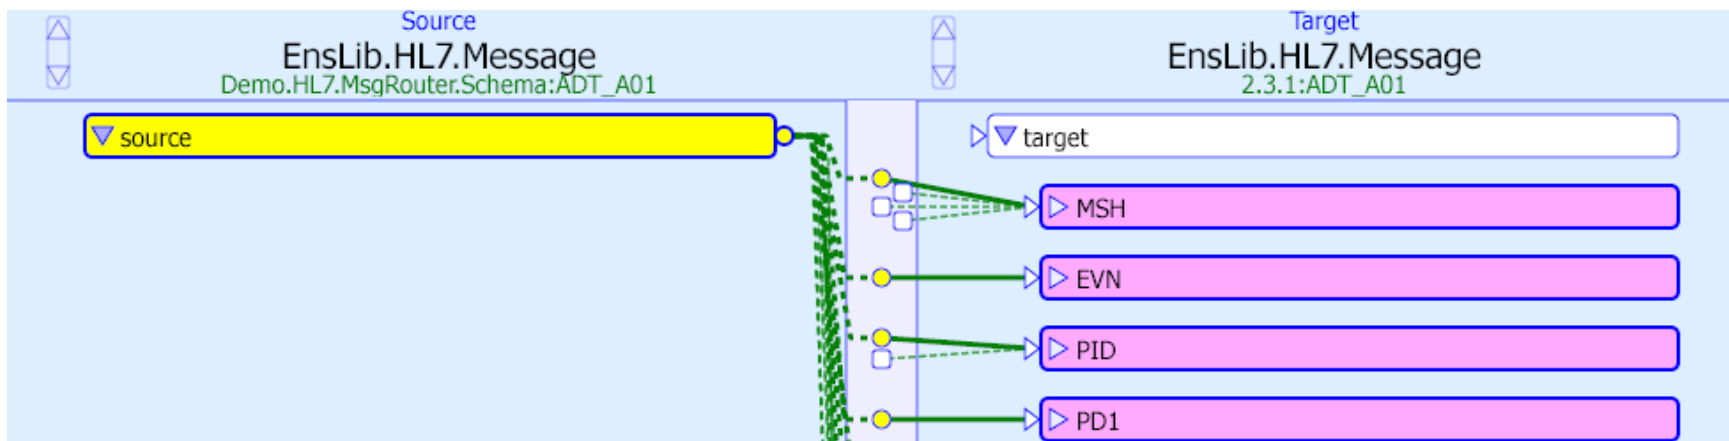 Source
EnsLib.HL7.Message
Demo.HL7.MsgRouter.Schema:ADT_A01
Target
EnsLib.HL7.Message
2.3.1:ADT_A01
source
target
MSH
EVN
PID
PD1